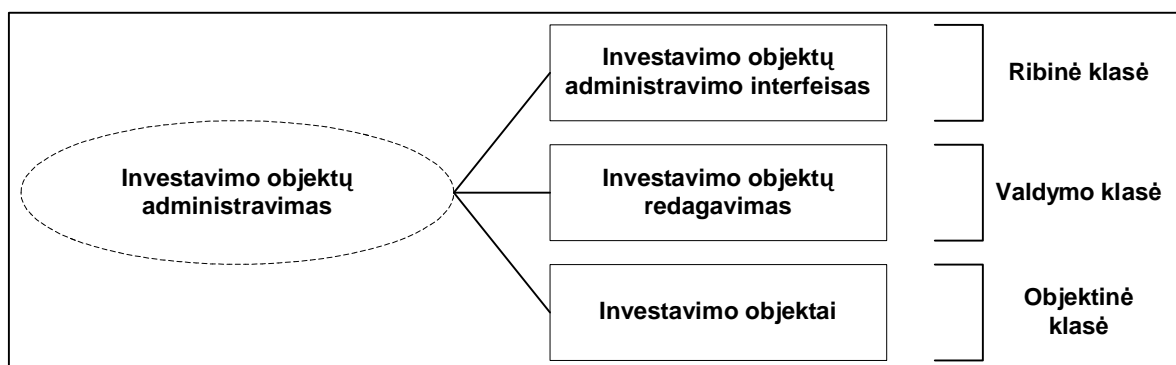 Investavimo objektų
administravimas
Investavimo objektų
administravimo interfeisas
Ribinė klasė
Investavimo objektų
redagavimas
Valdymo klasė
Investavimo objektai
Objektinė
klasė